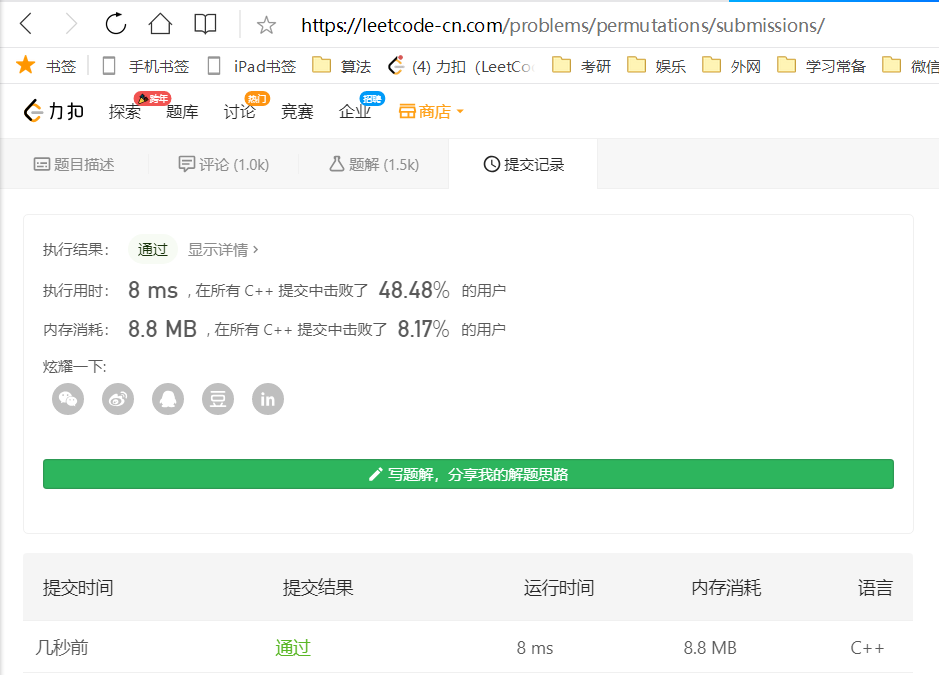 https://leetcode-cn.com/problems/permutations/submissions/
书签 手机书签 iPad书签 算法 (4) 力扣 (LeetCo 考研 娱乐 外网 学习常备 微信
力扣 探索 跨年 题库 讨论 热门 竞赛 企业 招聘 商店
题目描述 评论 (1.0k) 题解 (1.5k) 提交记录
执行结果： 通过 显示详情 >
执行用时： 8 ms , 在所有 C++ 提交中击败了 48.48% 的用户
内存消耗： 8.8 MB , 在所有 C++ 提交中击败了 8.17% 的用户
炫耀一下:
豆 in
写题解，分享我的解题思路
提交时间 提交结果 运行时间 内存消耗 语言
几秒前 通过 8 ms 8.8 MB C++